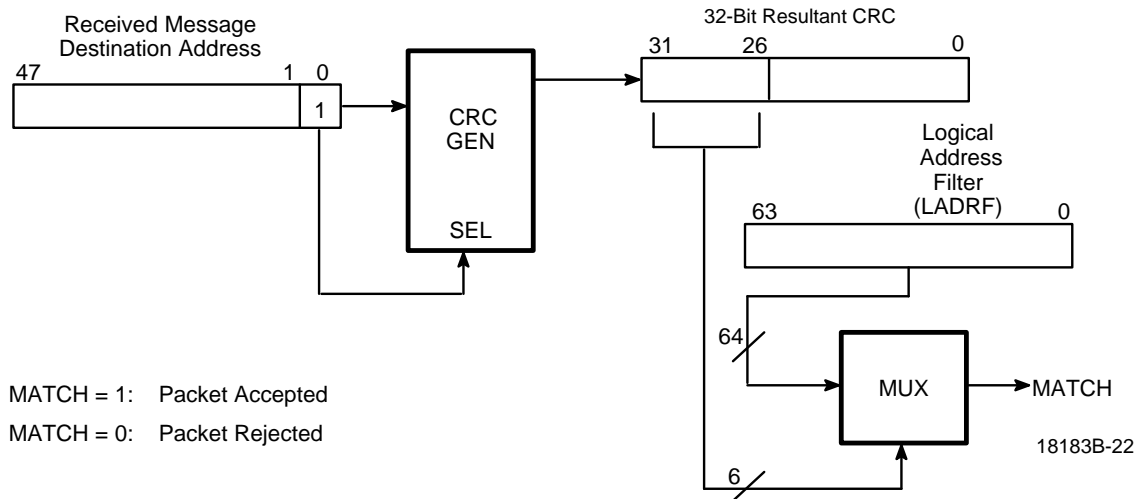 Received Message
Destination Address
47
1
0
1
CRC
GEN
SEL
32-Bit Resultant CRC
31
26
0
Logical
Address
Filter
(LADRF)
63
0
64
MUX
MATCH
6
MATCH = 1: Packet Accepted
MATCH = 0: Packet Rejected
18183B-22